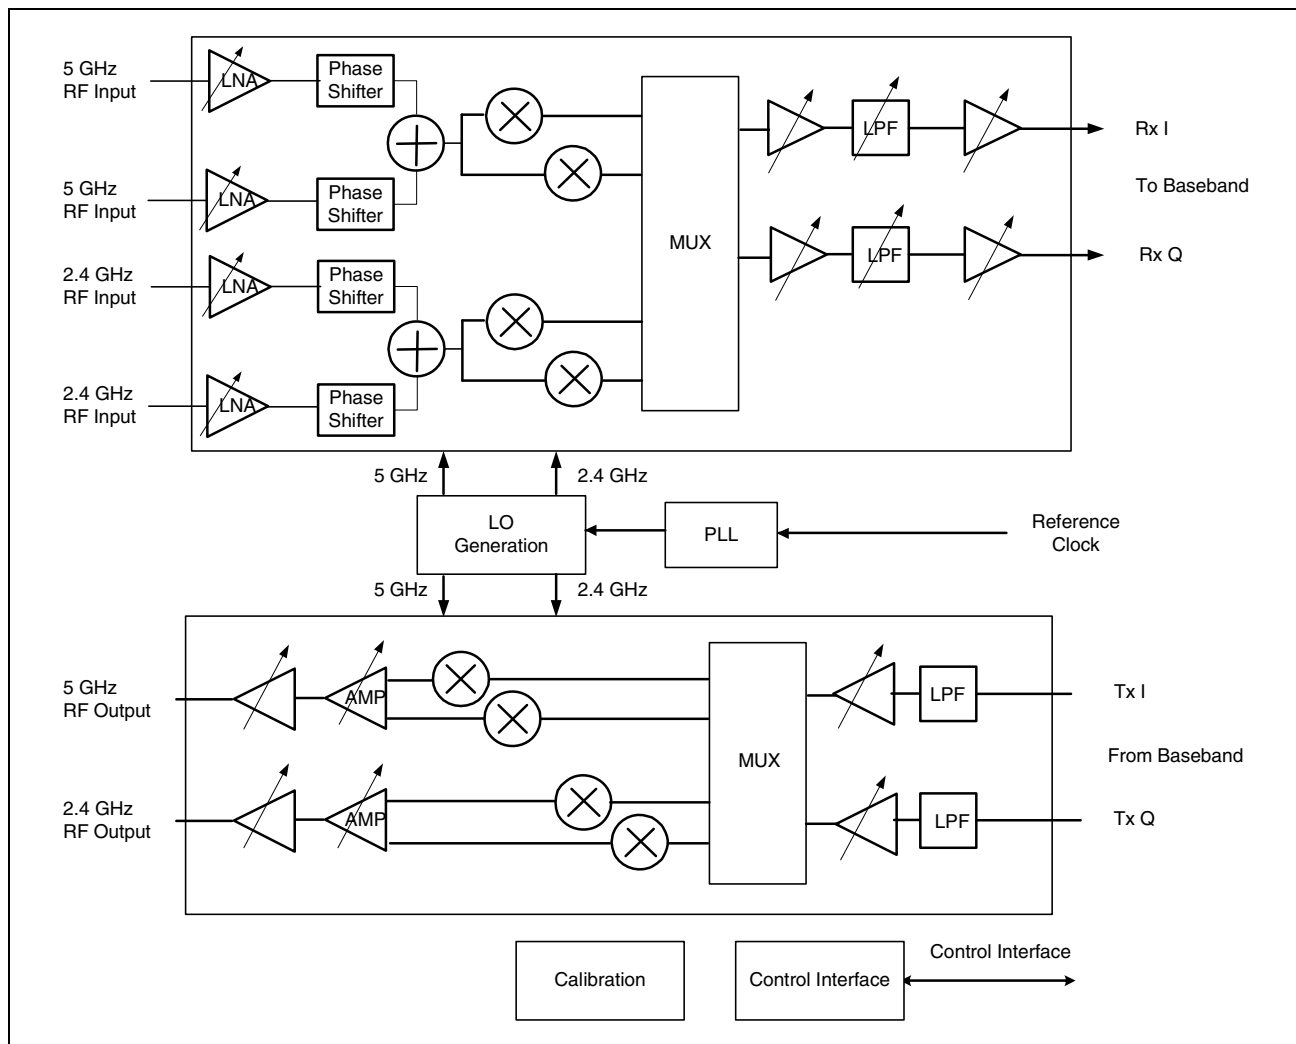 5 GHz
RF Input
LNA
Phase
Shifter
5 GHz
RF Input
LNA
Phase
Shifter
2.4 GHz
RF Input
LNA
Phase
Shifter
2.4 GHz
RF Input
LNA
Phase
Shifter
MUX
LPF
Rx I
To Baseband
LPF
Rx Q
5 GHz
2.4 GHz
LO
Generation
PLL
Reference
Clock
5 GHz
2.4 GHz
5 GHz
RF Output
AMP
2.4 GHz
RF Output
AMP
MUX
LPF
Tx I
From Baseband
LPF
Tx Q
Calibration
Control Interface
Control Interface